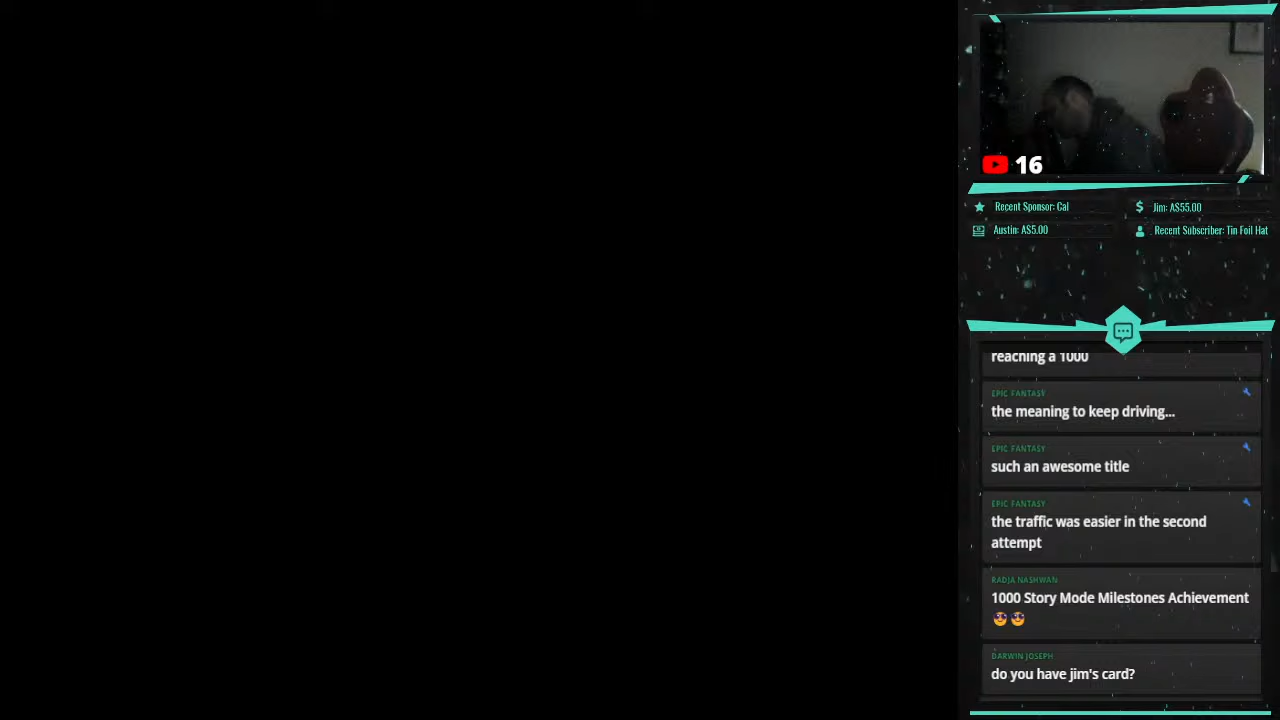 16
Recent Sponsor: Cal
Jim: A$55.00
Austin: A$5.00
Recent Subscriber: Tin Foil Hat
reaching a 1000
EPIC FANTASY
the meaning to keep driving...
EPIC FANTASY
such an awesome title
EPIC FANTASY
the traffic was easier in the second
attempt
RADJA NASHWAN
1000 Story Mode Milestones Achievement
DARWIN JOSEPH
do you have jim's card?